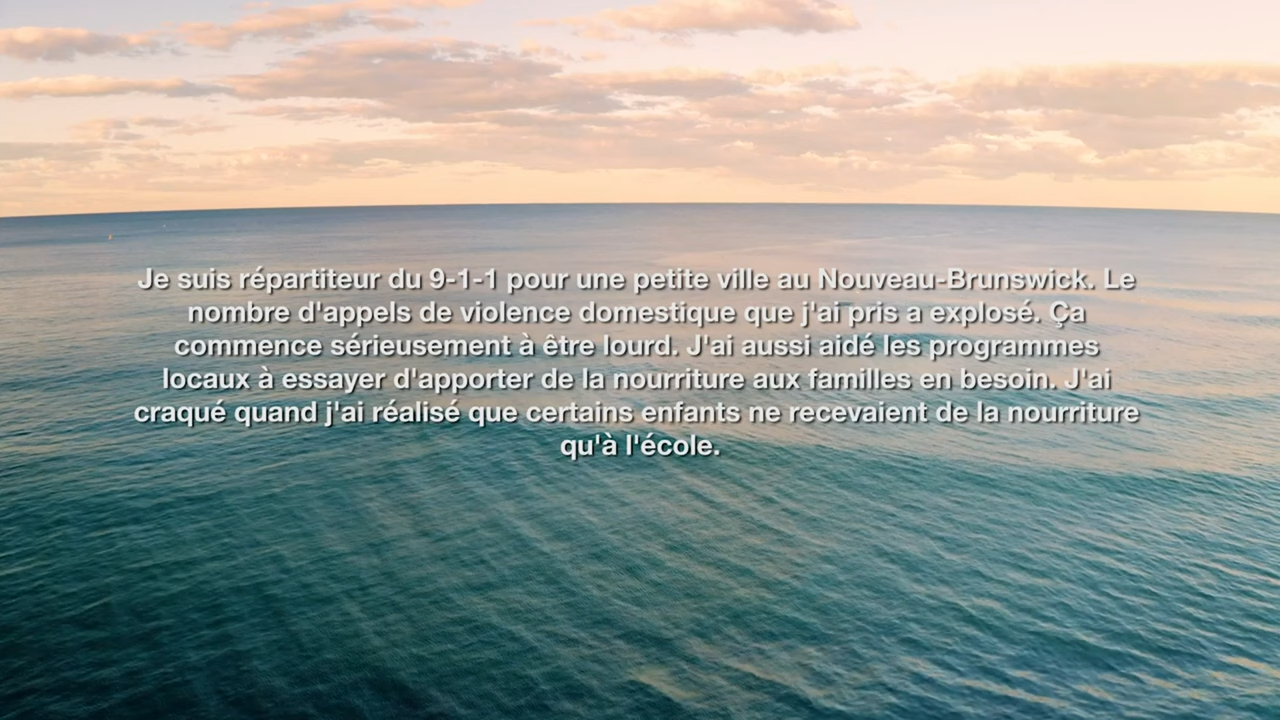 Je suis répartiteur du 9-1-1 pour une petite ville au Nouveau-Brunswick. Le
nombre d'appels de violence domestique que j'ai pris a explosé. Ça
commence sérieusement à être lourd. J'ai aussi aidé les programmes
locaux à essayer d'apporter de la nourriture aux familles en besoin. J'ai
craqué quand j'ai réalisé que certains enfants ne recevaient de la nourriture
qu'à l'école.